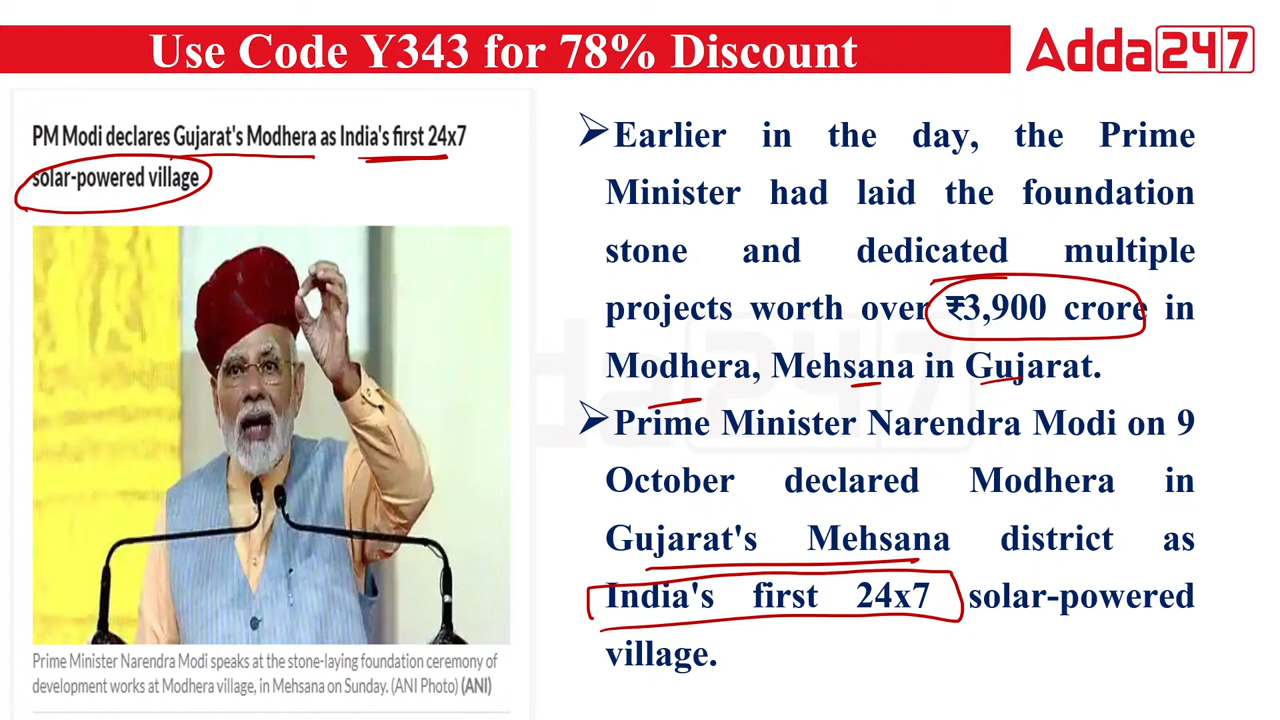 Use Code Y343 for 78% Discount
Adda247
PM Modi declares Gujarat's Modhera as India's first 24x7
solar-powered village
Prime Minister Narendra Modi speaks at the stone-laying foundation ceremony of
development works at Modhera village, in Mehsana on Sunday. (ANI Photo) (ANI)
➢Earlier in the day, the Prime
Minister had laid the foundation
stone and dedicated multiple
projects worth over ₹3,900 crore in
Modhera, Mehsana in Gujarat.
➢Prime Minister Narendra Modi on 9
October declared Modhera in
Gujarat's Mehsana district as
India's first 24x7 solar-powered
village.
Adda247